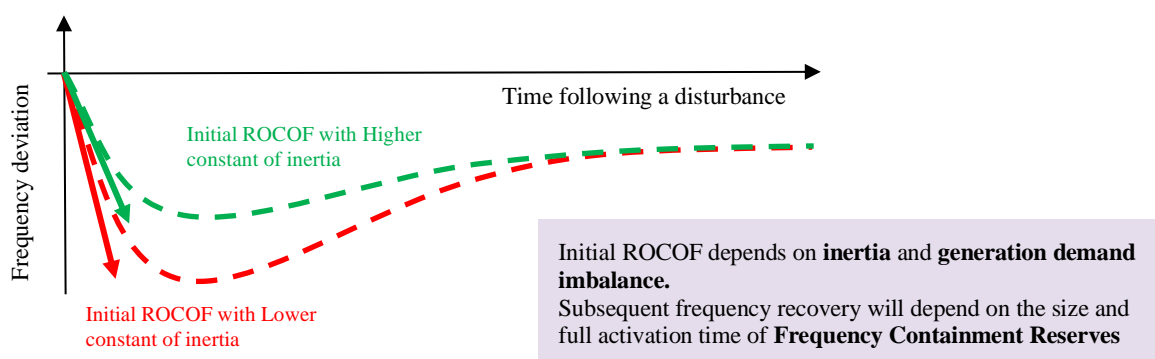 Frequency deviation
Time following a disturbance
Initial ROCOF with Higher
constant of inertia
Initial ROCOF with Lower
constant of inertia
Initial ROCOF depends on inertia and generation demand
imbalance.
Subsequent frequency recovery will depend on the size and
full activation time of Frequency Containment Reserves